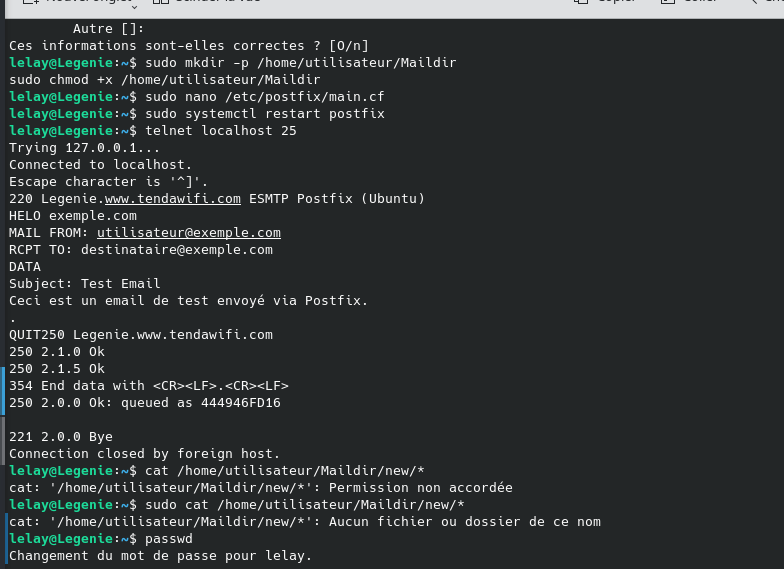 Autre []:
Ces informations sont-elles correctes ? [O/n]
lelay@Legenie:~$ sudo mkdir -p /home/utilisateur/Maildir
sudo chmod +x /home/utilisateur/Maildir
lelay@Legenie:~$ sudo nano /etc/postfix/main.cf
lelay@Legenie:~$ sudo systemctl restart postfix
lelay@Legenie:~$ telnet localhost 25
Trying 127.0.0.1...
Connected to localhost.
Escape character is '^]'.
220 Legenie.www.tendawifi.com ESMTP Postfix (Ubuntu)
HELO exemple.com
MAIL FROM: utilisateur@exemple.com
RCPT TO: destinataire@exemple.com
DATA
Subject: Test Email
Ceci est un email de test envoyé via Postfix.
.
QUIT250 Legenie.www.tendawifi.com
250 2.1.0 Ok
250 2.1.5 Ok
354 End data with <CR><LF>.<CR><LF>
250 2.0.0 Ok: queued as 444946FD16
221 2.0.0 Bye
Connection closed by foreign host.
lelay@Legenie:~$ cat /home/utilisateur/Maildir/new/*
cat: '/home/utilisateur/Maildir/new/*': Permission non accordée
lelay@Legenie:~$ sudo cat /home/utilisateur/Maildir/new/*
cat: '/home/utilisateur/Maildir/new/*': Aucun fichier ou dossier de ce nom
lelay@Legenie:~$ passwd
Changement du mot de passe pour lelay.